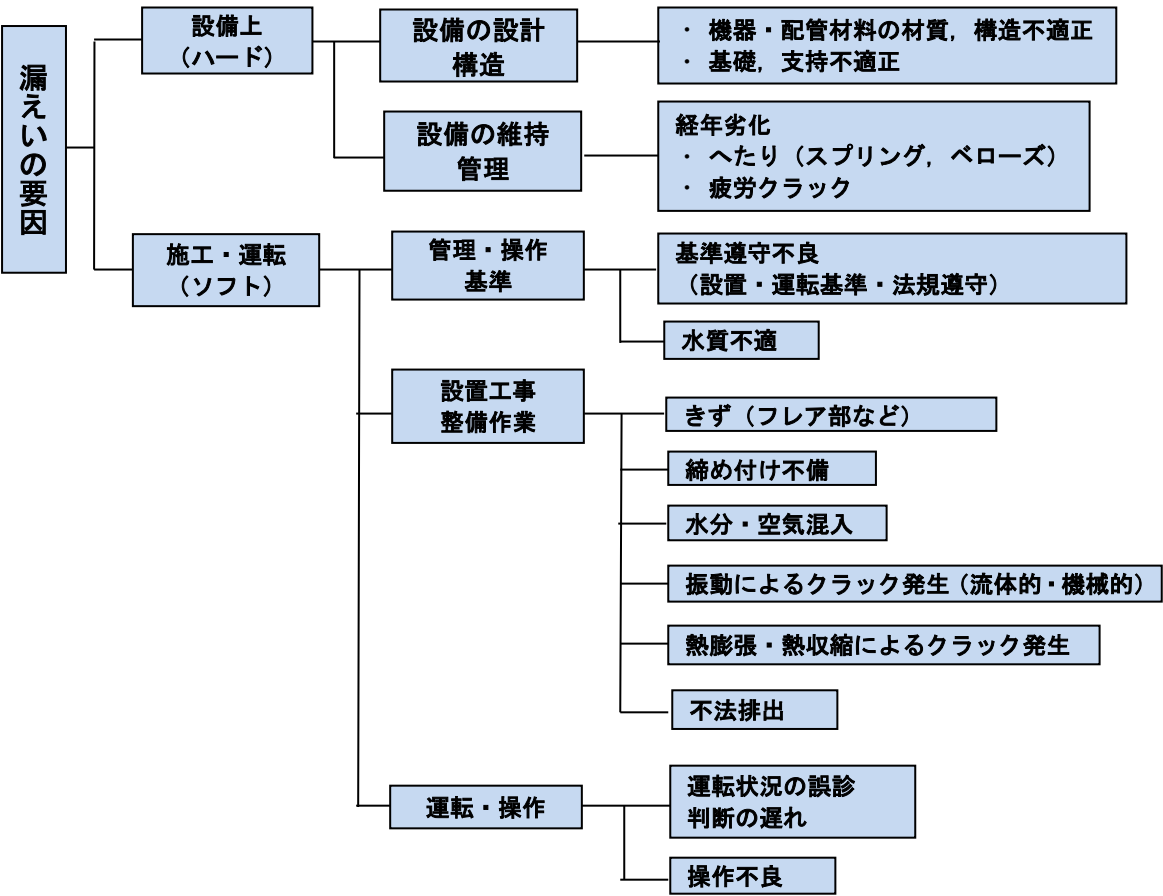 漏えいの要因
設備上
（ハード）
設備の設計
構造
・ 機器・配管材料の材質，構造不適正
・ 基礎，支持不適正
設備の維持
管理
経年劣化
・ へたり（スプリング，ベローズ）
・ 疲労クラック
施工・運転
（ソフト）
管理・操作
基準
基準遵守不良
（設置・運転基準・法規遵守）
水質不適
設置工事
整備作業
きず（フレア部など）
締め付け不備
水分・空気混入
振動によるクラック発生（流体的・機械的）
熱膨張・熱収縮によるクラック発生
不法排出
運転・操作
運転状況の誤診
判断の遅れ
操作不良